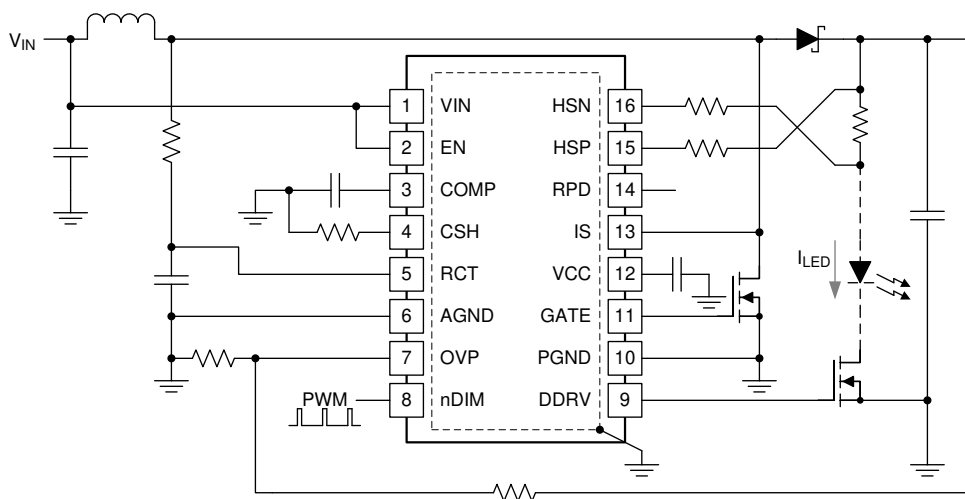 VIN
1 VIN HSN 16
2 EN HSP 15
3 COMP RPD 14
4 CSH IS 13
ILED
5 RCT VCC 12
6 AGND GATE 11
7 OVP PGND 10
PWM
8 nDIM DDRV 9